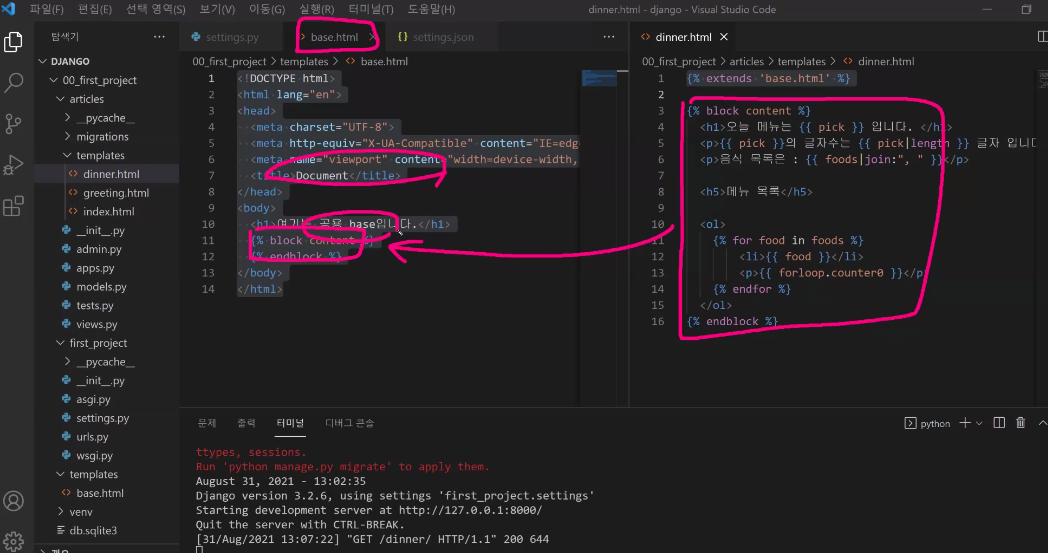 파일(F) 편집(E) 선택 영역(S) 보기(V) 이동(G) 실행(R) 터미널(T) 도움말(H) dinner.html - django - Visual Studio Code
탐색기
DJANGO
00_first_project
articles
__pycache__
migrations
templates
dinner.html
greeting.html
index.html
__init__.py
admin.py
apps.py
models.py
tests.py
views.py
first_project
__pycache__
__init__.py
asgi.py
settings.py
urls.py
wsgi.py
templates
base.html
venv
db.sqlite3
settings.py base.html settings.json
00_first_project > templates > base.html
1 <!DOCTYPE html>
2 <html lang="en">
3 <head>
4 <meta charset="UTF-8">
5 <meta http-equiv="X-UA-Compatible" content="IE=edg
6 <meta name="viewport" content="width=device-width,
7 <title>Document</title>
8 </head>
9 <body>
10 <h1>여기는 공용 base입니다.</h1>
11 {% block content %}
12 {% endblock %}
13 </body>
14 </html>
dinner.html
00_first_project > articles > templates > dinner.html
1 {% extends 'base.html' %}
2
3 {% block content %}
4 <h1>오늘 메뉴는 {{ pick }} 입니다. </h1>
5 <p>{{ pick }}의 글자수는 {{ pick|length }} 글자 입니
6 <p>음식 목록은 : {{ foods|join:", " }}</p>
7
8 <h5>메뉴 목록</h5>
9
10 <ol>
11 {% for food in foods %}
12 <li>{{ food }}</li>
13 <p>{{ forloop.counter0 }}</p>
14 {% endfor %}
15 </ol>
16 {% endblock %}
문제 출력 터미널 디버그 콘솔 python
ttypes, sessions.
Run 'python manage.py migrate' to apply them.
August 31, 2021 - 13:02:35
Django version 3.2.6, using settings 'first_project.settings'
Starting development server at http://127.0.0.1:8000/
Quit the server with CTRL-BREAK.
[31/Aug/2021 13:07:22] "GET /dinner/ HTTP/1.1" 200 644